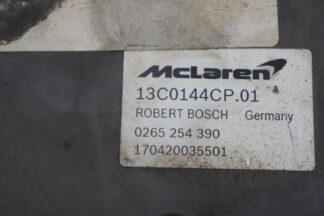 McLaren
13C0144CP.01
ROBERT BOSCH Germany
0265 254 390
170420035501